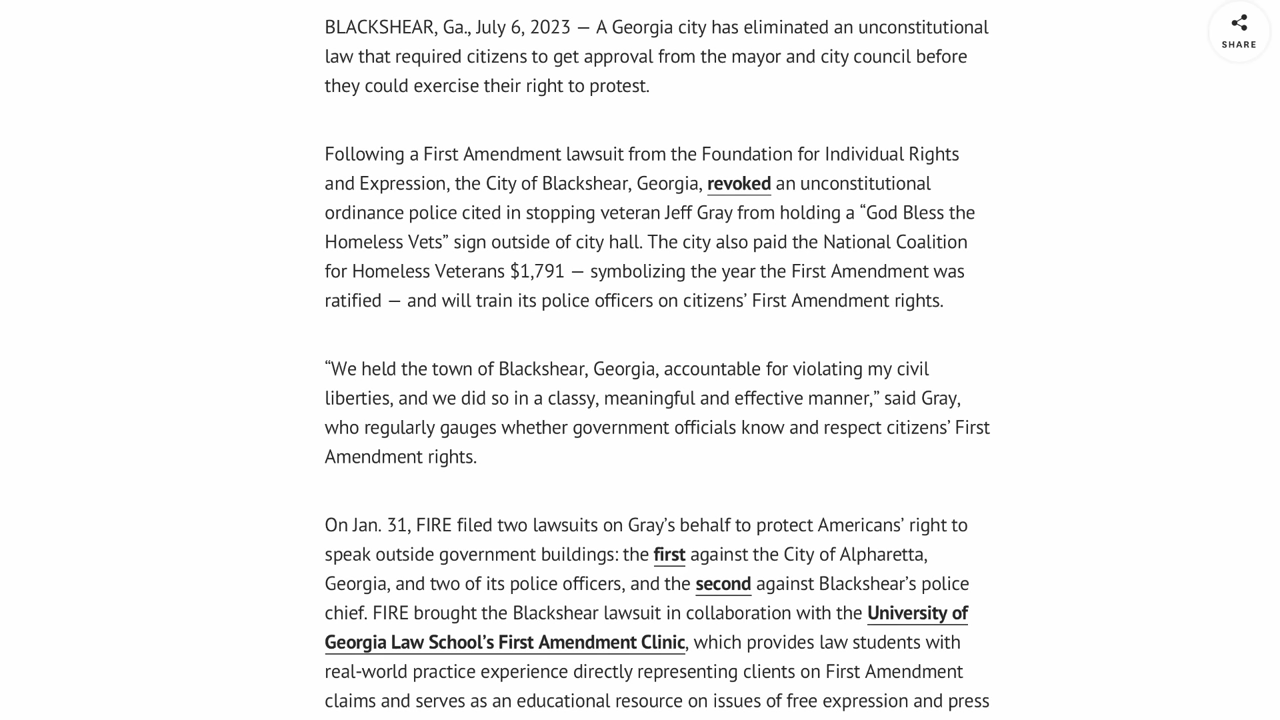 BLACKSHEAR, Ga., July 6, 2023 — A Georgia city has eliminated an unconstitutional
law that required citizens to get approval from the mayor and city council before
they could exercise their right to protest.
SHARE
Following a First Amendment lawsuit from the Foundation for Individual Rights
and Expression, the City of Blackshear, Georgia, revoked an unconstitutional
ordinance police cited in stopping veteran Jeff Gray from holding a “God Bless the
Homeless Vets” sign outside of city hall. The city also paid the National Coalition
for Homeless Veterans $1,791 — symbolizing the year the First Amendment was
ratified — and will train its police officers on citizens’ First Amendment rights.
“We held the town of Blackshear, Georgia, accountable for violating my civil
liberties, and we did so in a classy, meaningful and effective manner,” said Gray,
who regularly gauges whether government officials know and respect citizens’ First
Amendment rights.
On Jan. 31, FIRE filed two lawsuits on Gray’s behalf to protect Americans’ right to
speak outside government buildings: the first against the City of Alpharetta,
Georgia, and two of its police officers, and the second against Blackshear’s police
chief. FIRE brought the Blackshear lawsuit in collaboration with the University of
Georgia Law School’s First Amendment Clinic, which provides law students with
real-world practice experience directly representing clients on First Amendment
claims and serves as an educational resource on issues of free expression and press